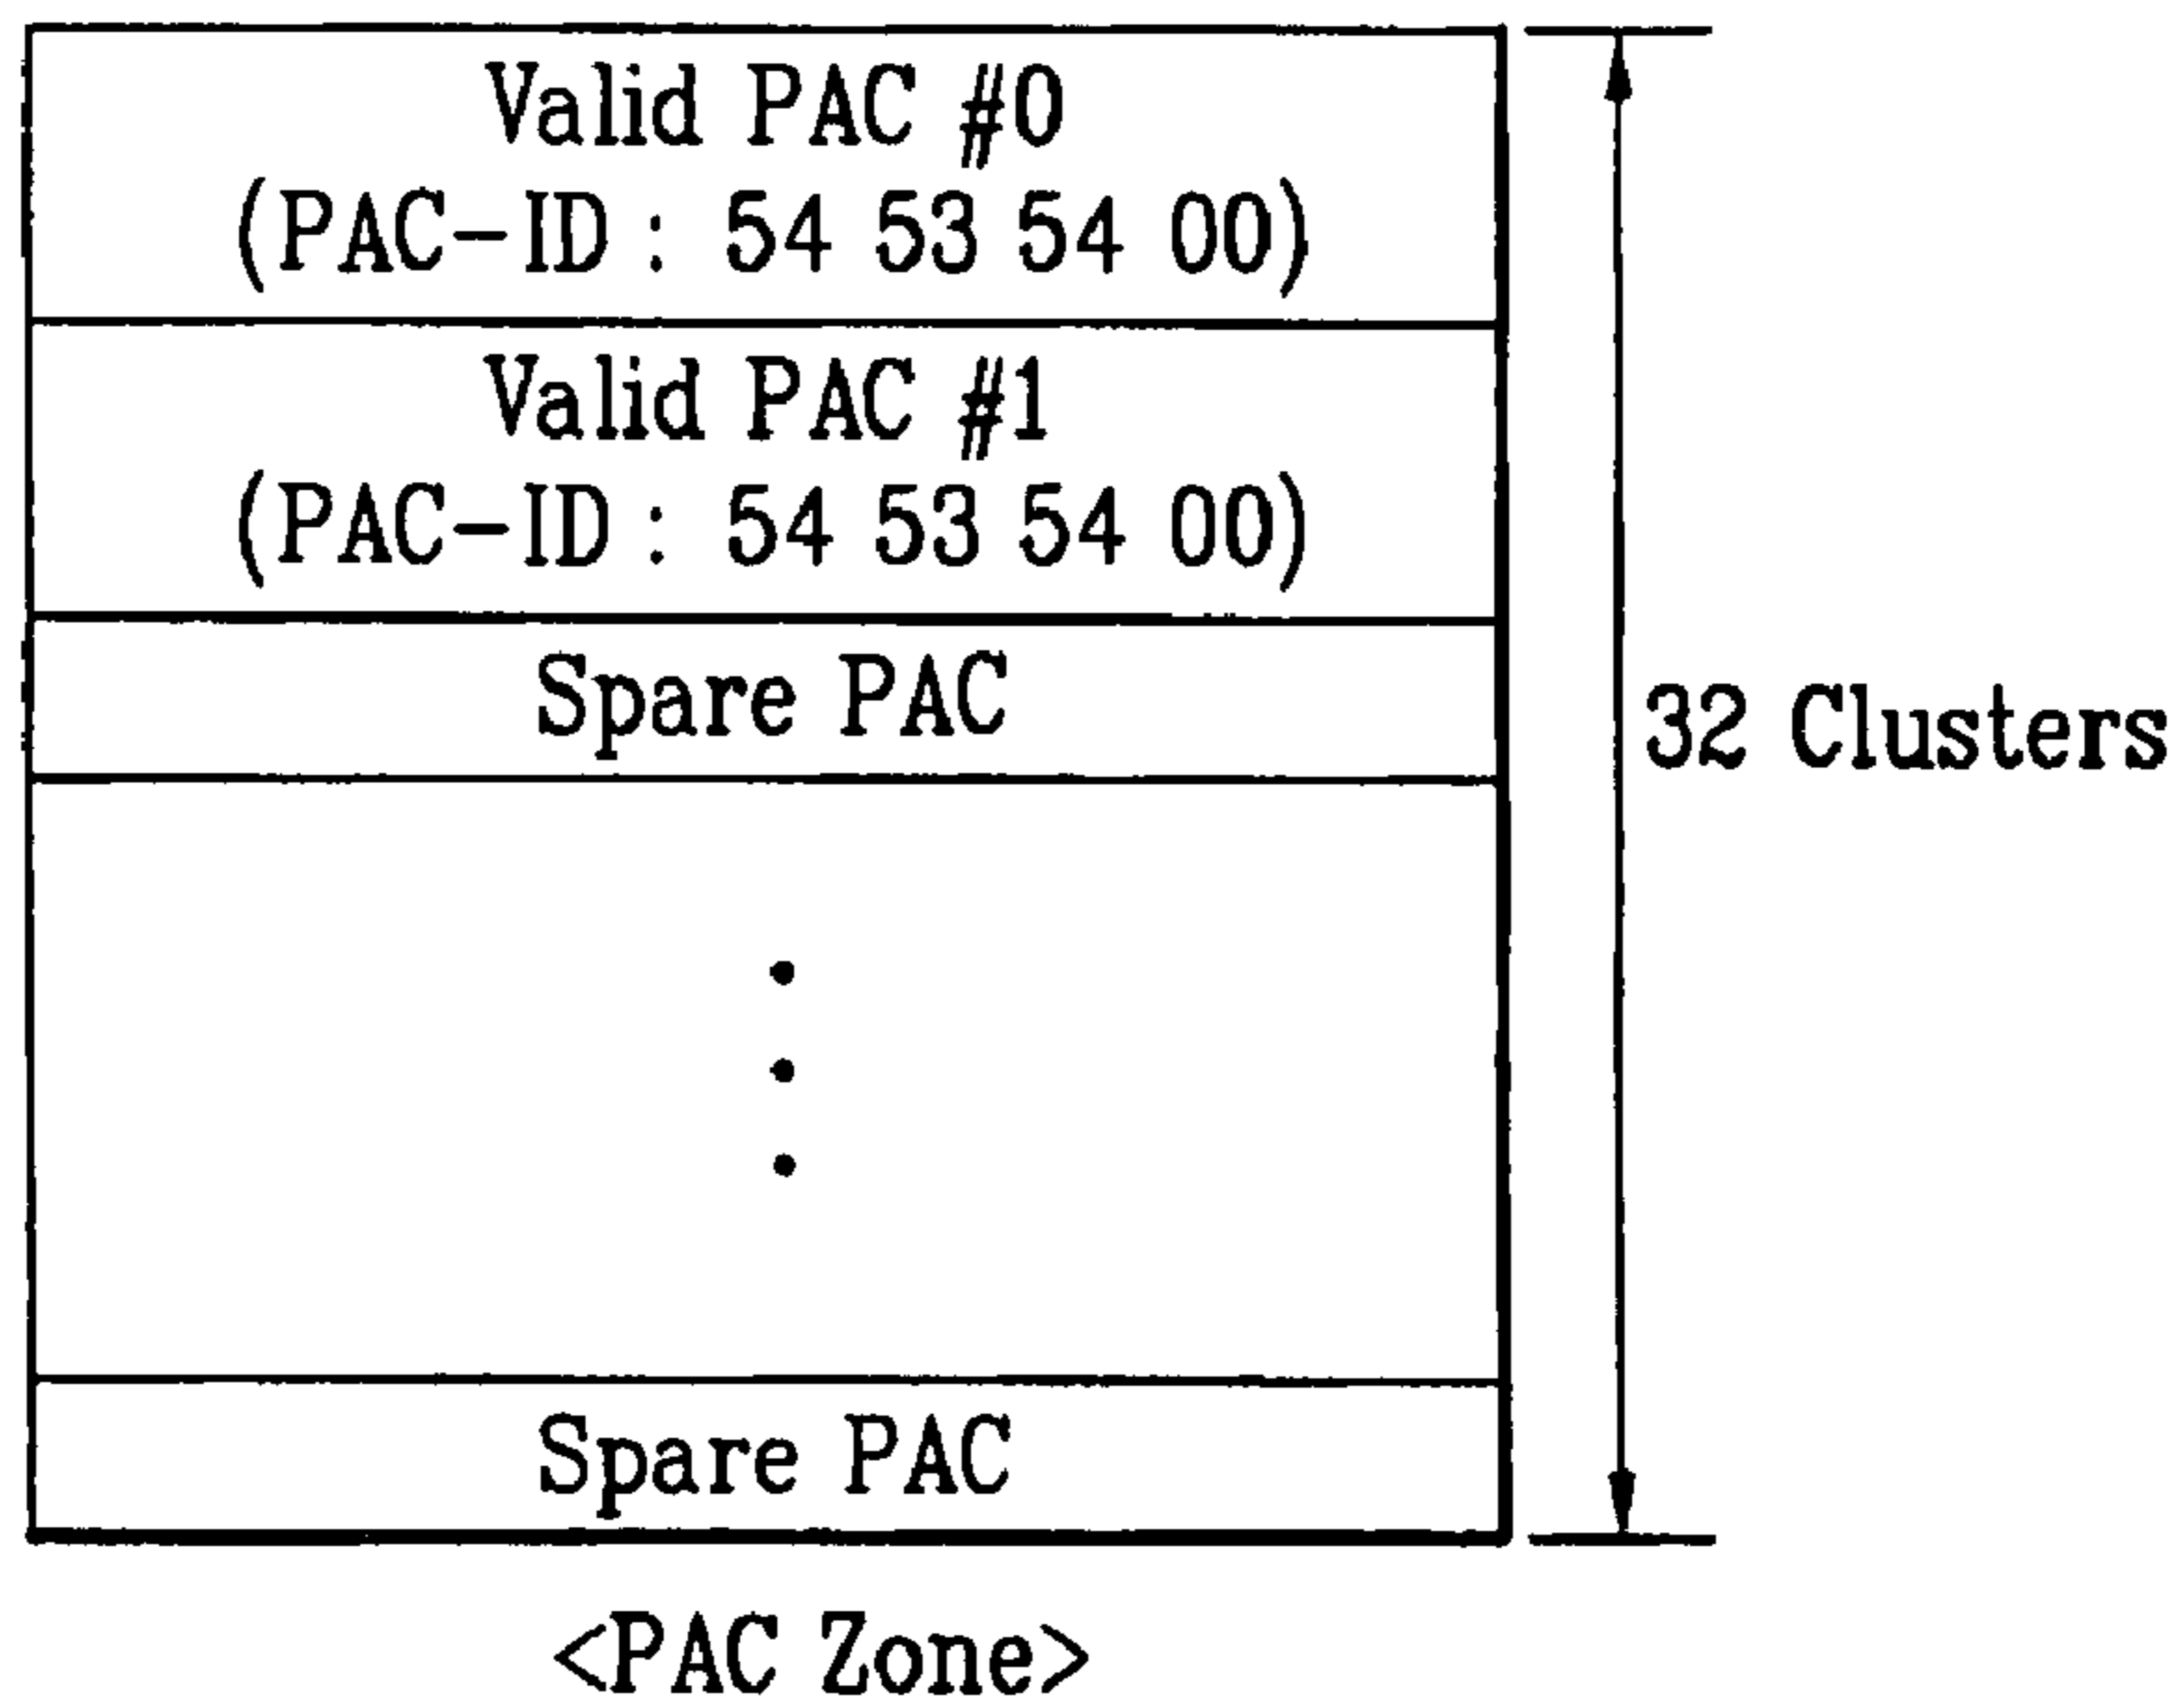 Valid PAC #0
(PAC-ID : 54 53 54 00)
Valid PAC #1
(PAC-ID : 54 53 54 00)
Spare PAC
32 Clusters
Spare PAC
<PAC Zone>